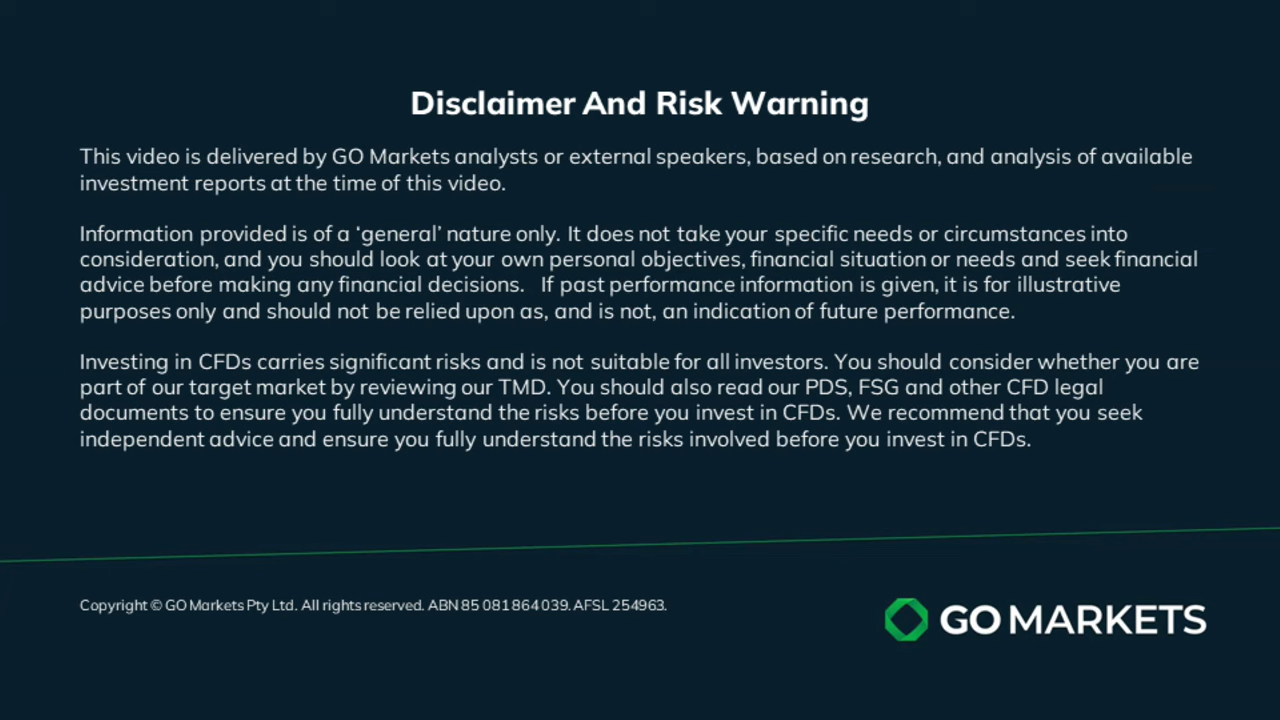 Disclaimer And Risk Warning
This video is delivered by GO Markets analysts or external speakers, based on research, and analysis of available
investment reports at the time of this video.
Information provided is of a ‘general’ nature only. It does not take your specific needs or circumstances into
consideration, and you should look at your own personal objectives, financial situation or needs and seek financial
advice before making any financial decisions. If past performance information is given, it is for illustrative
purposes only and should not be relied upon as, and is not, an indication of future performance.
Investing in CFDs carries significant risks and is not suitable for all investors. You should consider whether you are
part of our target market by reviewing our TMD. You should also read our PDS, FSG and other CFD legal
documents to ensure you fully understand the risks before you invest in CFDs. We recommend that you seek
independent advice and ensure you fully understand the risks involved before you invest in CFDs.
Copyright © GO Markets Pty Ltd. All rights reserved. ABN 85 081 864 039. AFSL 254963.
GO MARKETS